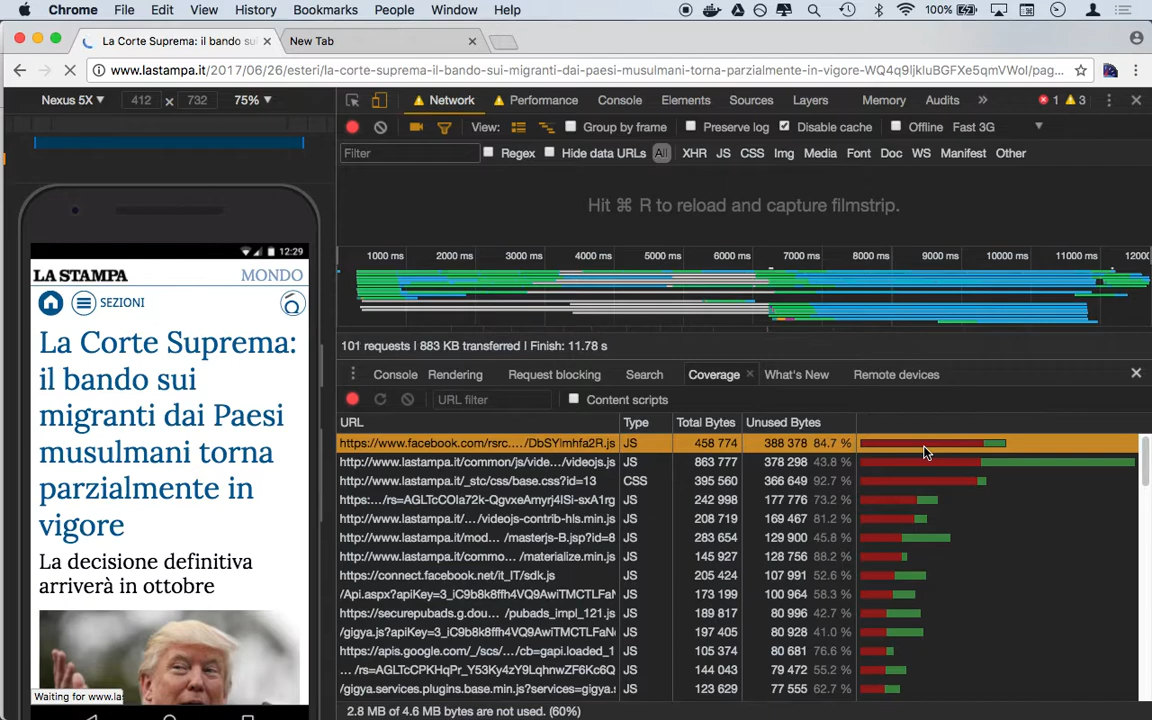 Chrome File Edit View History Bookmarks People Window Help 100%
La Corte Suprema: il bando su New Tab
www.lastampa.it/2017/06/26/esteri/la-corte-suprema-il-bando-sui-migranti-dai-paesi-musulmani-torna-parzialmente-in-vigore-WQ4q9IjkIuBGFXe5qmVWoI/pag...
Nexus 5X 412 732 75%
Network Performance Console Elements Sources Layers Memory Audits 1 3
View: Group by frame Preserve log Disable cache Offline Fast 3G
Filter Regex Hide data URLs All XHR JS CSS Img Media Font Doc WS Manifest Other
Hit ⌘ R to reload and capture filmstrip.
1000 ms 2000 ms 3000 ms 4000 ms 5000 ms 6000 ms 7000 ms 8000 ms 9000 ms 10000 ms 11000 ms 12000
101 requests | 883 KB transferred | Finish: 11.78 s
Console Rendering Request blocking Search Coverage What's New Remote devices
URL filter Content scripts
URL Type Total Bytes Unused Bytes
https://www.facebook.com/rsrc.... JS 458 774 388 378 84.7 %
http://www.lastampa.it/common/js/vide... /videojs.js JS 863 777 378 298 43.8 %
http://www.lastampa.it/_stc/css/base.css?id=13 CSS 395 560 366 649 92.7 %
https:.../rs=AGLTcCOIa72k-QgvxeAmyrj4ISi-sxA1rg JS 242 998 177 776 73.2 %
http://www.lastampa.it/... /videojs-contrib-hls.min.js JS 208 719 169 467 81.2 %
http://www.lastampa.it/mod... /masterjs-B.jsp?id=8 JS 283 654 129 900 45.8 %
http://www.lastampa.it/commo... /materialize.min.js JS 145 927 128 756 88.2 %
https://connect.facebook.net/it_IT/sdk.js JS 205 424 107 991 52.6 %
/Api.aspx?apiKey=3_iC9b8k8ffh4VQ9AwiTMCTLFaN JS 173 199 100 964 58.3 %
https://securepubads.g.dou... /pubads_impl_121.js JS 189 817 80 996 42.7 %
/gigya.js?apiKey=3_iC9b8k8ffh4VQ9AwiTMCTLFaN JS 197 405 80 928 41.0 %
https://apis.google.com/_/scs... /cb=gapi.loaded_1 JS 105 374 80 681 76.6 %
... /rs=AGLTcCPKHqPr_Y53Ky4zY9LqhnwZF6Kc6Q JS 144 043 79 472 55.2 %
/gigya.services.plugins.base.min.js?services=gigya. JS 123 629 77 555 62.7 %
2.8 MB of 4.6 MB bytes are not used. (60%)
12:29
LA STAMPA MONDO
SEZIONI
La Corte Suprema:
il bando sui
migranti dai Paesi
musulmani torna
parzialmente in
vigore
La decisione definitiva
arriverà in ottobre
Waiting for www.la